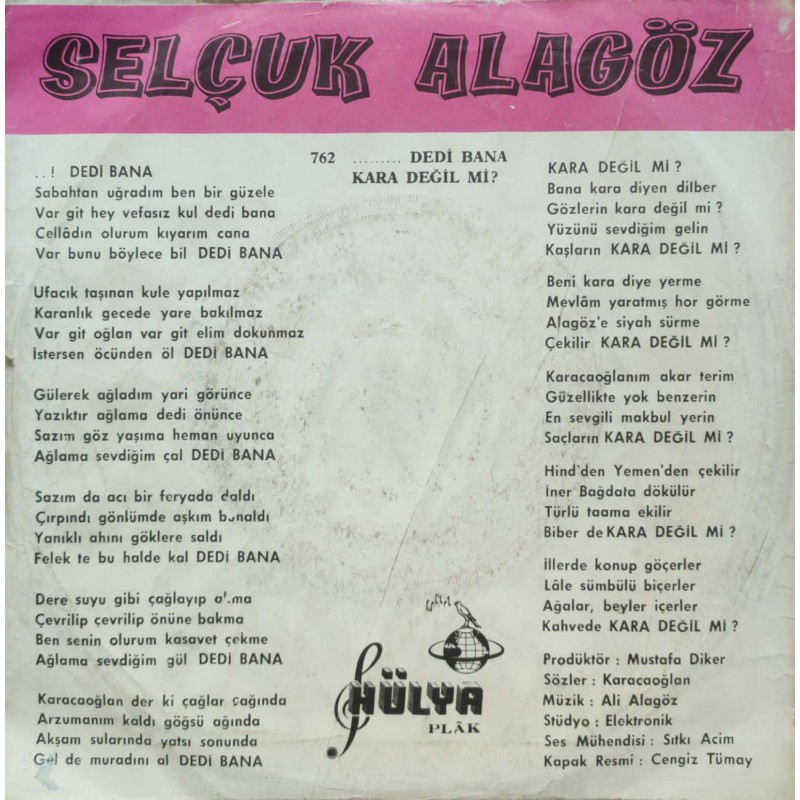 SELÇUK ALAGÖZ
762 ......... DEDİ BANA
KARA DEĞİL Mİ?
..! DEDİ BANA
Sabahtan uğradım ben bir güzele
Var git hey vefasız kul dedi bana
Cellâdın olurum kıyarım cana
Var bunu böylece bil DEDİ BANA
Ufacık taşınan kule yapılmaz
Karanlık gecede yare bakılmaz
Var git oğlan var git elim dokunmaz
İstersen öcünden öl DEDİ BANA
Gülerek ağladım yari görünce
Yazıktır ağlama dedi önünce
Sazım göz yaşıma heman uyunca
Ağlama sevdiğim çal DEDİ BANA
Sazım da acı bir feryada daldı
Çırpındı gönlümde aşkım bunaldı
Yanıklı ahını göklere saldı
Felek te bu halde kal DEDİ BANA
Dere suyu gibi çağlayıp akma
Çevrilip çevrilip önüne bakma
Ben senin olurum kasavet çekme
Ağlama sevdiğim gül DEDİ BANA
Karacaoğlan der ki çağlar çağında
Arzumanım kaldı göğsü ağında
Akşam sularında yatsı sonunda
Gel de muradını al DEDİ BANA
KARA DEĞİL Mİ ?
Bana kara diyen dilber
Gözlerin kara değil mi ?
Yüzünü sevdiğim gelin
Kaşların KARA DEĞİL Mİ ?
Beni kara diye yerme
Mevlâm yaratmış hor görme
Alagöz'e siyah sürme
Çekilir KARA DEĞİL Mİ ?
Karacaoğlanım akar terim
Güzellikte yok benzerin
En sevgili makbul yerin
Saçların KARA DEĞİL Mİ ?
Hind'den Yemen'den çekilir
İner Bağdata dökülür
Türlü taama ekilir
Biber de KARA DEĞİL Mİ ?
İllerde konup göçerler
Lâle sümbülü biçerler
Ağalar, beyler içerler
Kahvede KARA DEĞİL Mİ ?
Prodüktör : Mustafa Diker
Sözler : Karacaoğlan
Müzik : Ali Alagöz
Stüdyo : Elektronik
Ses Mühendisi : Sıtkı Acim
Kapak Resmi : Cengiz Tümay
HÜLYA
PLÂK